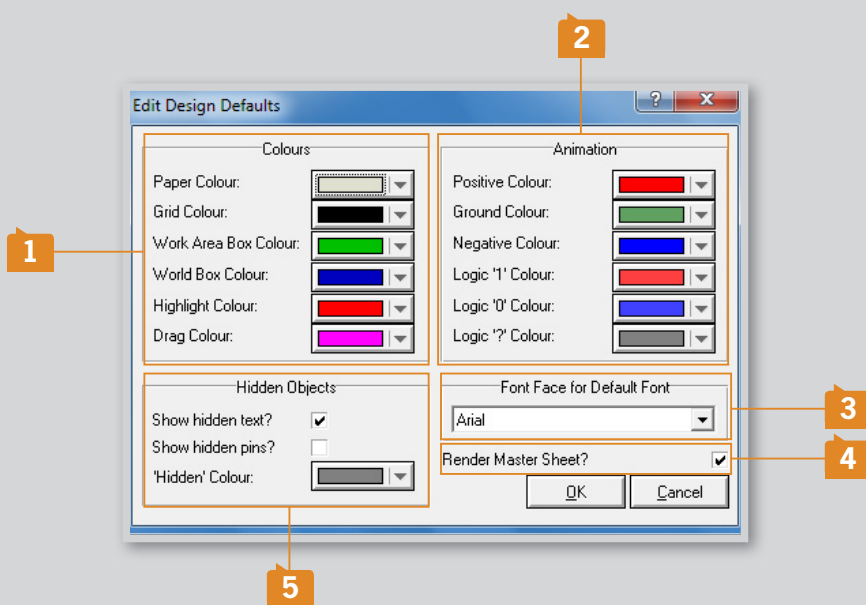 2
Edit Design Defaults
?
X
Colours
Paper Colour:
Grid Colour:
Work Area Box Colour:
World Box Colour:
Highlight Colour:
Drag Colour:
1
Animation
Positive Colour:
Ground Colour:
Negative Colour:
Logic '1' Colour:
Logic '0' Colour:
Logic '?' Colour:
Hidden Objects
Show hidden text?
Show hidden pins?
'Hidden' Colour:
Font Face for Default Font
Arial
3
Render Master Sheet?
4
OK
Cancel
5